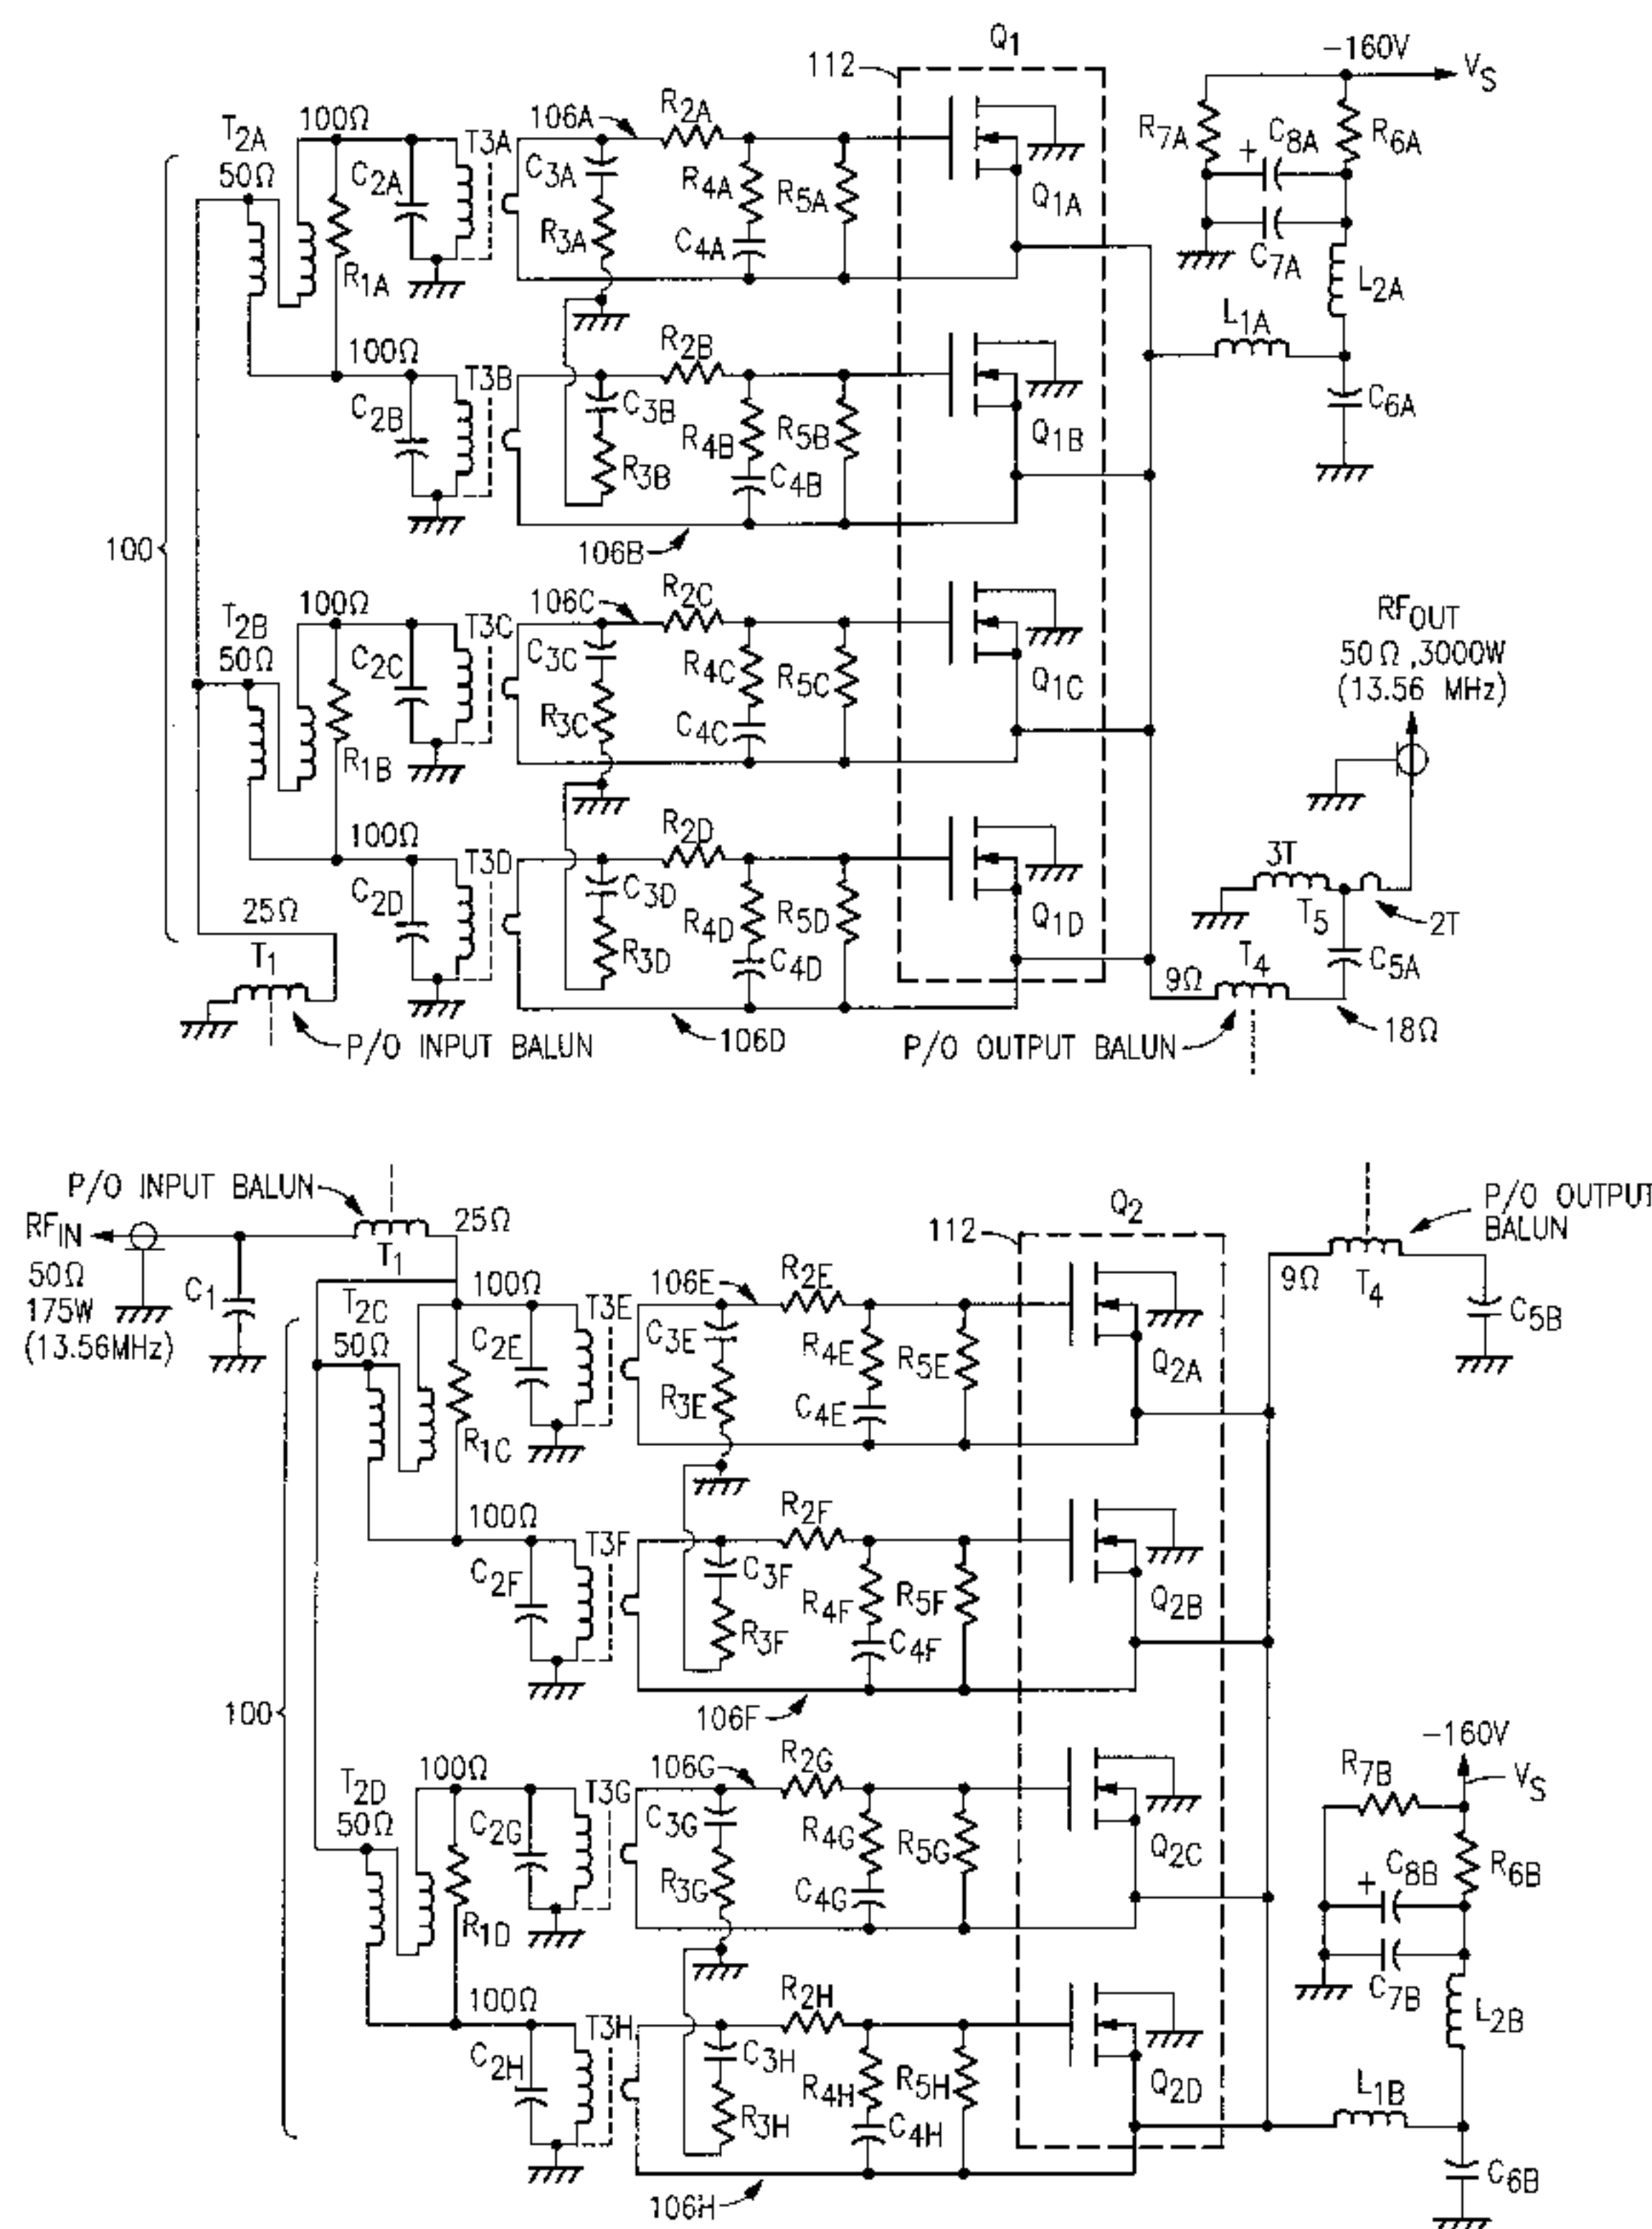 Q1
112
-160V
VS
T2A
50Ω
100Ω
C2A
T3A
106A
C3A
R2A
R3A
R4A
R5A
C4A
Q1A
R7A
+
C8A
R6A
C7A
L2A
R1A
L1A
C6A
100Ω
C2B
T3B
R2B
C3B
R3B
R4B
R5B
C4B
Q1B
100
106B
T2B
50Ω
100Ω
C2C
T3C
106C
C3C
R2C
R3C
R4C
R5C
C4C
Q1C
R1B
RFOUT
50Ω,3000W
(13.56 MHz)
100Ω
C2D
T3D
R2D
C3D
R3D
R4D
R5D
C4D
Q1D
3T
T5
2T
25Ω
T1
9Ω
T4
C5A
18Ω
P/O INPUT BALUN
106D
P/O OUTPUT BALUN
P/O INPUT BALUN
RFIN
50Ω
175W
(13.56MHz)
C1
T1
25Ω
Q2
112
P/O OUTPUT
BALUN
9Ω
T4
C5B
T2C
50Ω
100Ω
C2E
T3E
106E
C3E
R2E
R3E
R4E
R5E
C4E
Q2A
R1C
100Ω
C2F
T3F
R2F
C3F
R3F
R4F
R5F
C4F
Q2B
100
106F
T2D
50Ω
100Ω
C2G
T3G
106G
C3G
R2G
R3G
R4G
R5G
C4G
Q2C
R1D
-160V
VS
R7B
+
C8B
R6B
C7B
L2B
100Ω
C2H
T3H
R2H
C3H
R3H
R4H
R5H
C4H
Q2D
L1B
C6B
106H